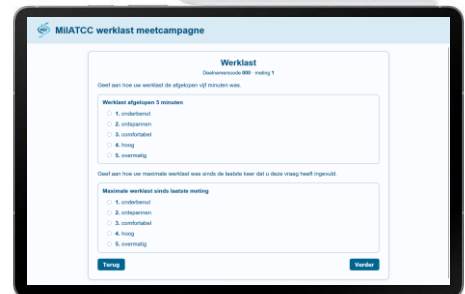 MilATCC werklast meetcampagne
Werklast
Deelnemerscode 000 - meting 1
Geef aan hoe uw werklast de afgelopen vijf minuten was.
Werklast afgelopen 5 minuten
1. onderbenut
2. ontspannen
3. comfortabel
4. hoog
5. overmatig
Geef aan hoe uw maximale werklast was sinds de laatste keer dat u deze vraag heeft ingevuld.
Maximale werklast sinds laatste meting
1. onderbenut
2. ontspannen
3. comfortabel
4. hoog
5. overmatig
Terug
Verder